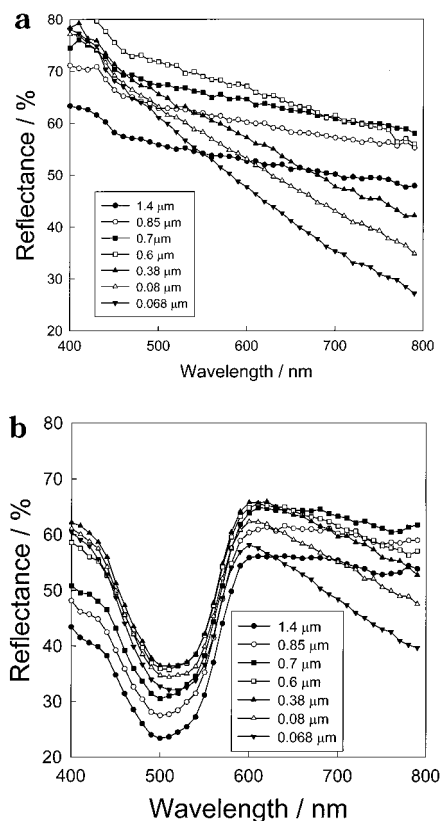 a
80
70
60
50
40
30
20
Reflectance / %
1.4 μm
0.85 μm
0.7μm
0.6 μm
0.38 μm
0.08 μm
0.068 μm
400 500 600 700 800
Wavelength / nm
b
80
70
60
50
40
30
20
Reflectance / %
1.4 μm
0.85 μm
0.7 μm
0.6 μm
0.38 μm
0.08 μm
0.068 μm
400 500 600 700 800
Wavelength / nm